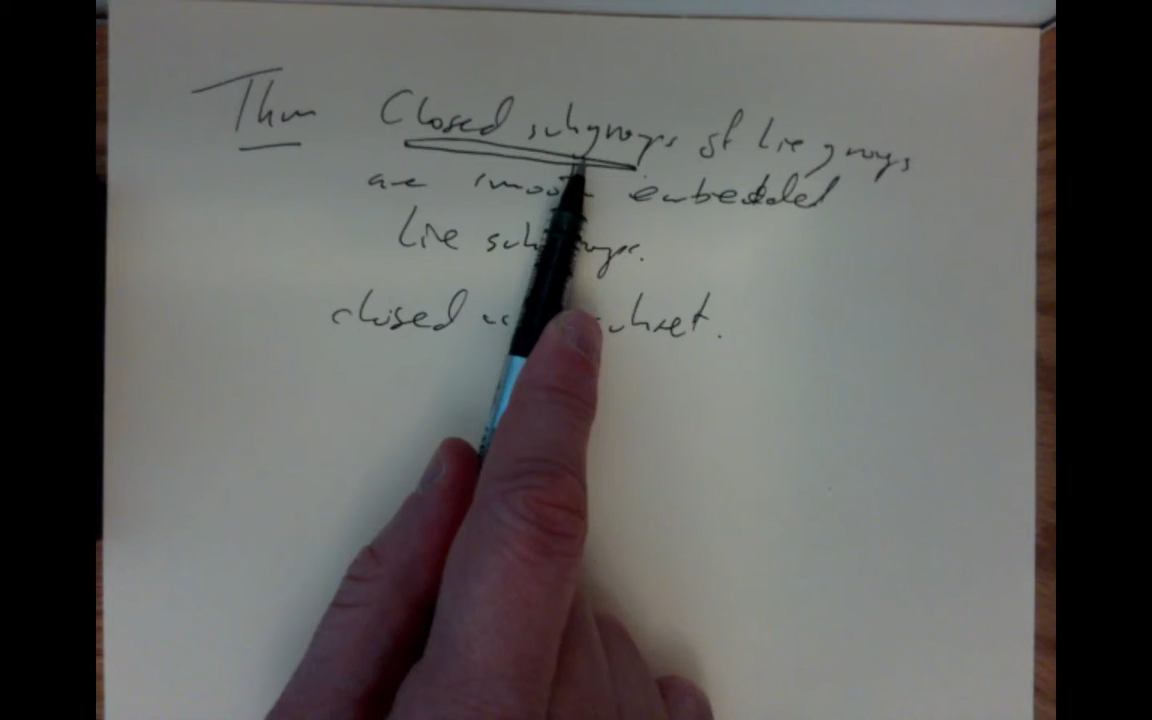 Thm Closed subgroups of Lie groups
are smooth embedded
Lie subgroups.
closed subset.